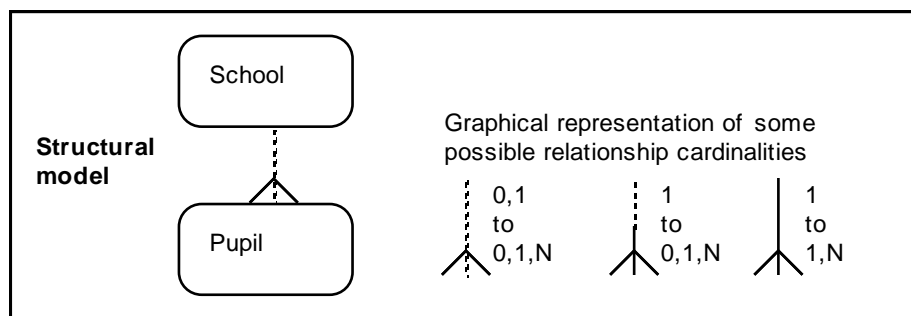 School
Structural
model
Pupil
Graphical representation of some
possible relationship cardinalities
0,1
to
0,1,N
1
to
0,1,N
1
to
1,N